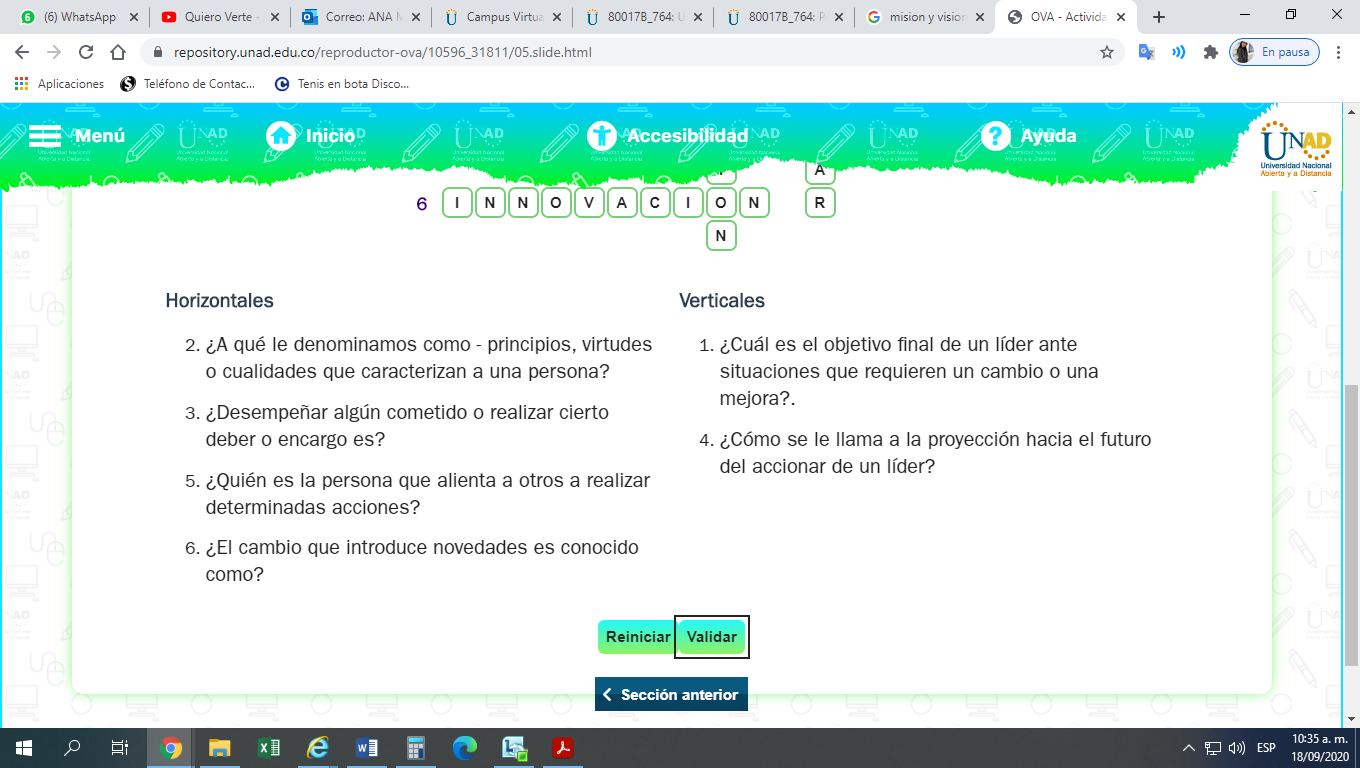 (6) WhatsApp
Quiero Verte -
Correo: ANA M
Campus Virtua
80017B_764: U
80017B_764: P
mision y vision
OVA - Activida
repository.unad.edu.co/reproductor-ova/10596_31811/05.slide.html
En pausa
Aplicaciones
Teléfono de Contac...
Tenis en bota Disco...
Menú
Inicio
Accesibilidad
Ayuda
UNAD
Universidad Nacional
Abierta y a Distancia
A
6 I N N O V A C I O N R
N
Horizontales
2. ¿A qué le denominamos como - principios, virtudes
o cualidades que caracterizan a una persona?
3. ¿Desempeñar algún cometido o realizar cierto
deber o encargo es?
5. ¿Quién es la persona que alienta a otros a realizar
determinadas acciones?
6. ¿El cambio que introduce novedades es conocido
como?
Verticales
1. ¿Cuál es el objetivo final de un líder ante
situaciones que requieren un cambio o una
mejora?.
4. ¿Cómo se le llama a la proyección hacia el futuro
del accionar de un líder?
Reiniciar
Validar
Sección anterior
ESP
10:35 a. m.
18/09/2020